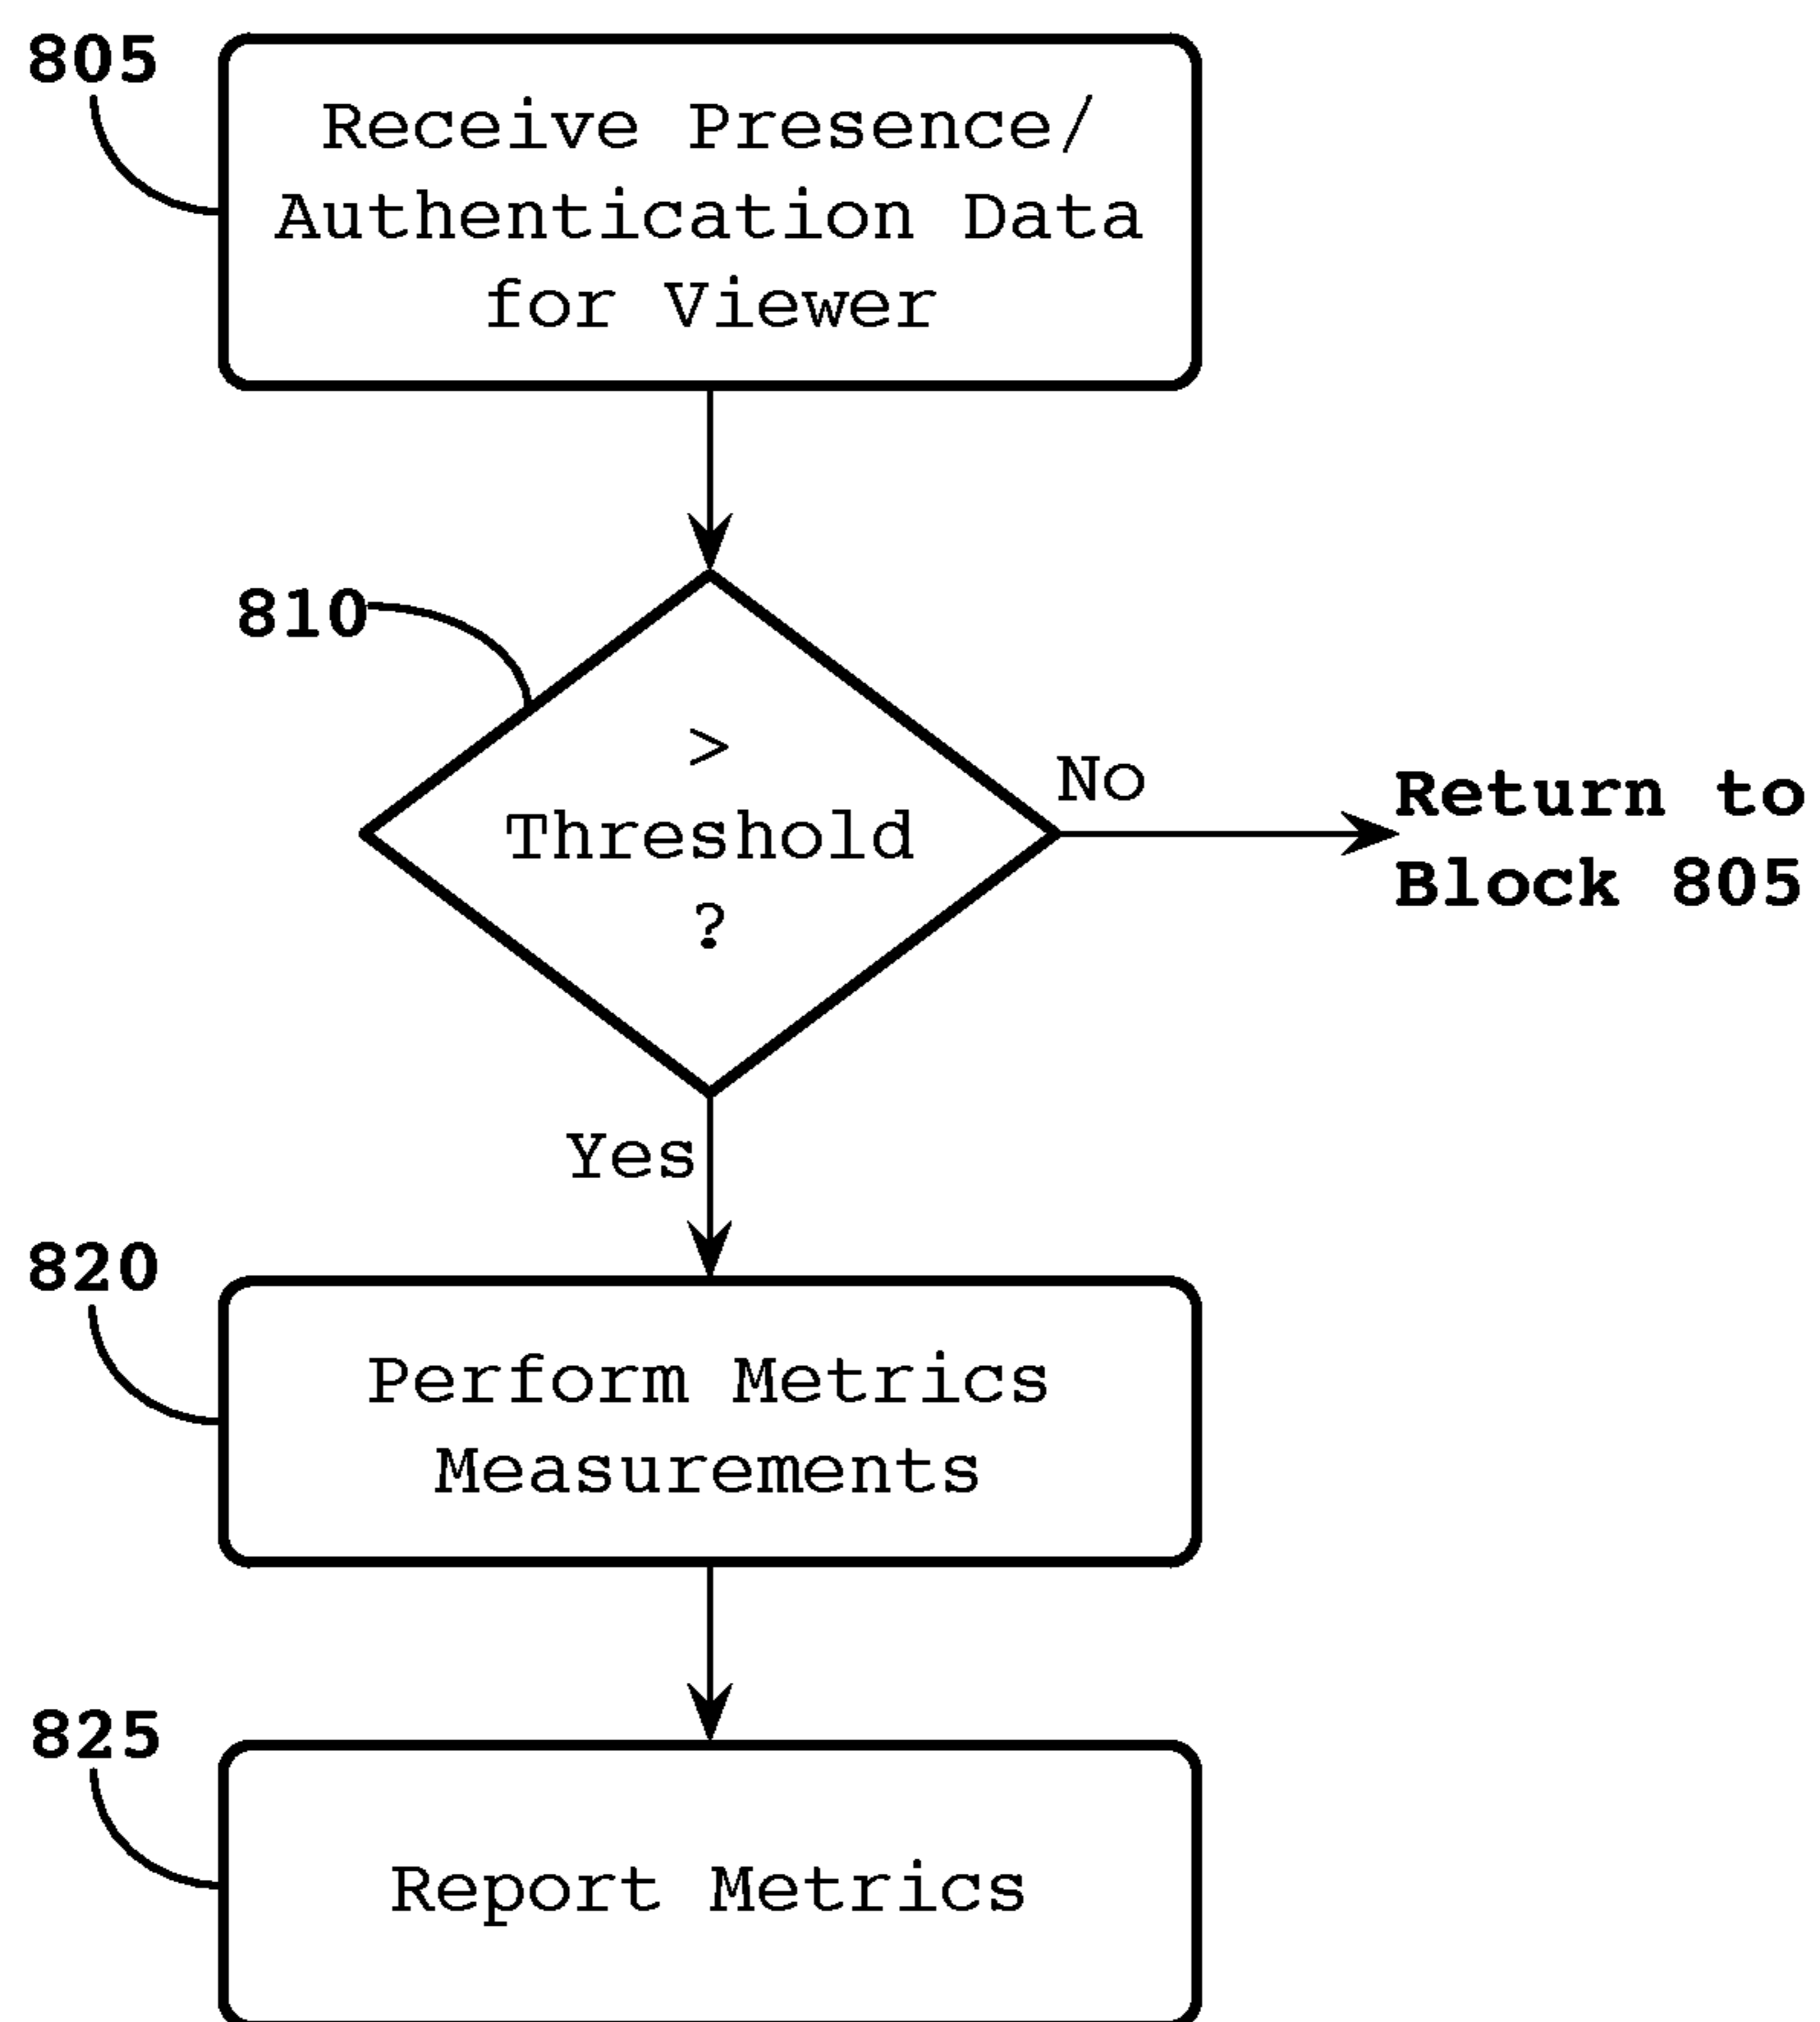 805
Receive Presence/
Authentication Data
for Viewer
810
>
Threshold
?
No
Return to
Block 805
Yes
820
Perform Metrics
Measurements
825
Report Metrics